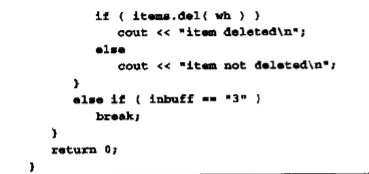 if ( items.del( wh ) )
cout << "item deleted\n";
else
cout << "item not deleted\n";
}
else if ( inbuff == "3" )
break;
}
return 0;
}